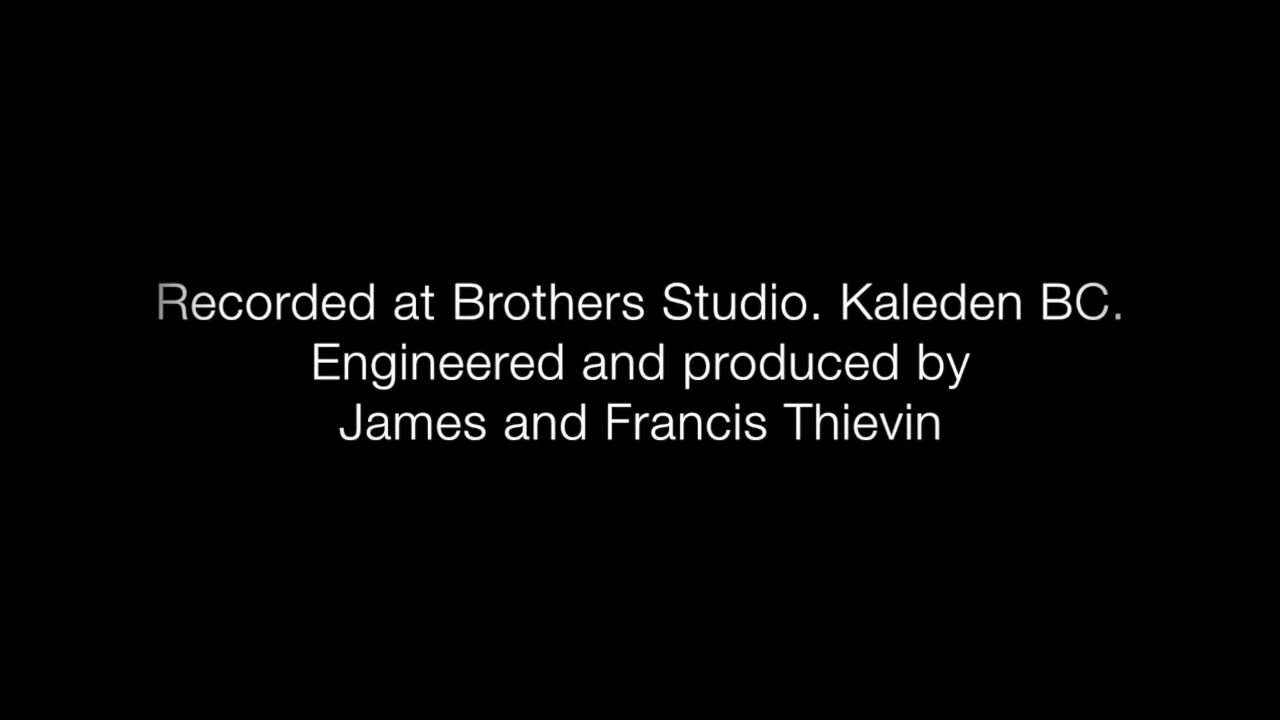 Recorded at Brothers Studio. Kaleden BC.
Engineered and produced by
James and Francis Thievin